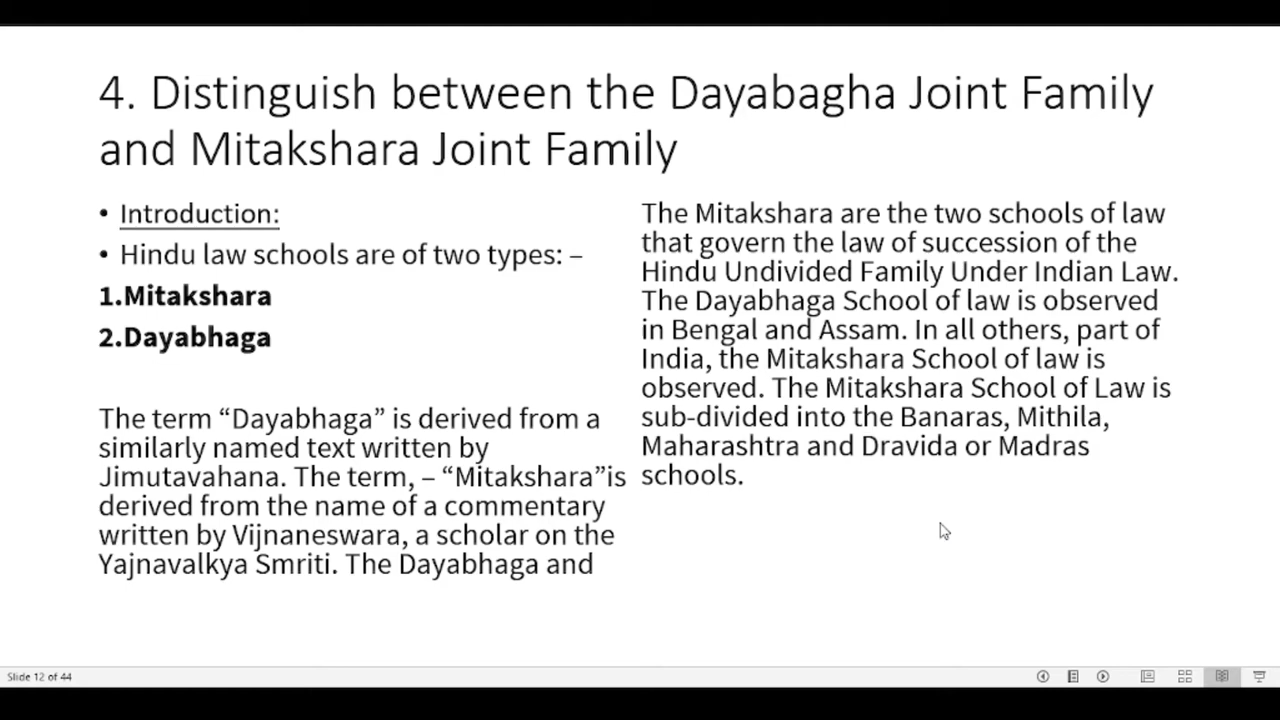 4. Distinguish between the Dayabagha Joint Family
and Mitakshara Joint Family
• Introduction:
• Hindu law schools are of two types: –
1.Mitakshara
2.Dayabhaga
The term “Dayabhaga” is derived from a
similarly named text written by
Jimutavahana. The term, – “Mitakshara”is
derived from the name of a commentary
written by Vijnaneswara, a scholar on the
Yajnavalkya Smriti. The Dayabhaga and
The Mitakshara are the two schools of law
that govern the law of succession of the
Hindu Undivided Family Under Indian Law.
The Dayabhaga School of law is observed
in Bengal and Assam. In all others, part of
India, the Mitakshara School of law is
observed. The Mitakshara School of Law is
sub-divided into the Banaras, Mithila,
Maharashtra and Dravida or Madras
schools.
Slide 12 of 44